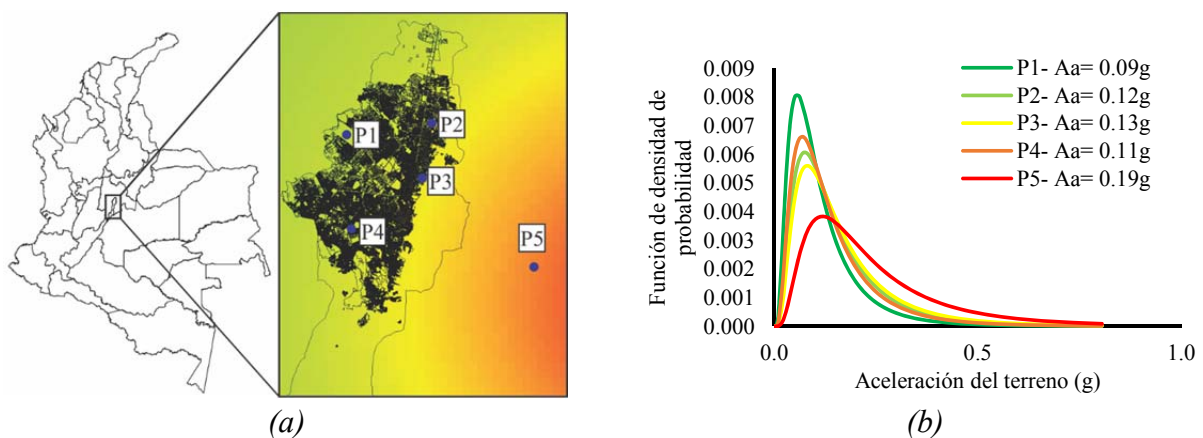 P1
P2
P3
P4
P5
(a)
Función de densidad de
probabilidad
0.009
0.008
0.007
0.006
0.005
0.004
0.003
0.002
0.001
0.000
P1- Aa= 0.09g
P2- Aa= 0.12g
P3- Aa= 0.13g
P4- Aa= 0.11g
P5- Aa= 0.19g
0.0 0.5 1.0
Aceleración del terreno (g)
(b)